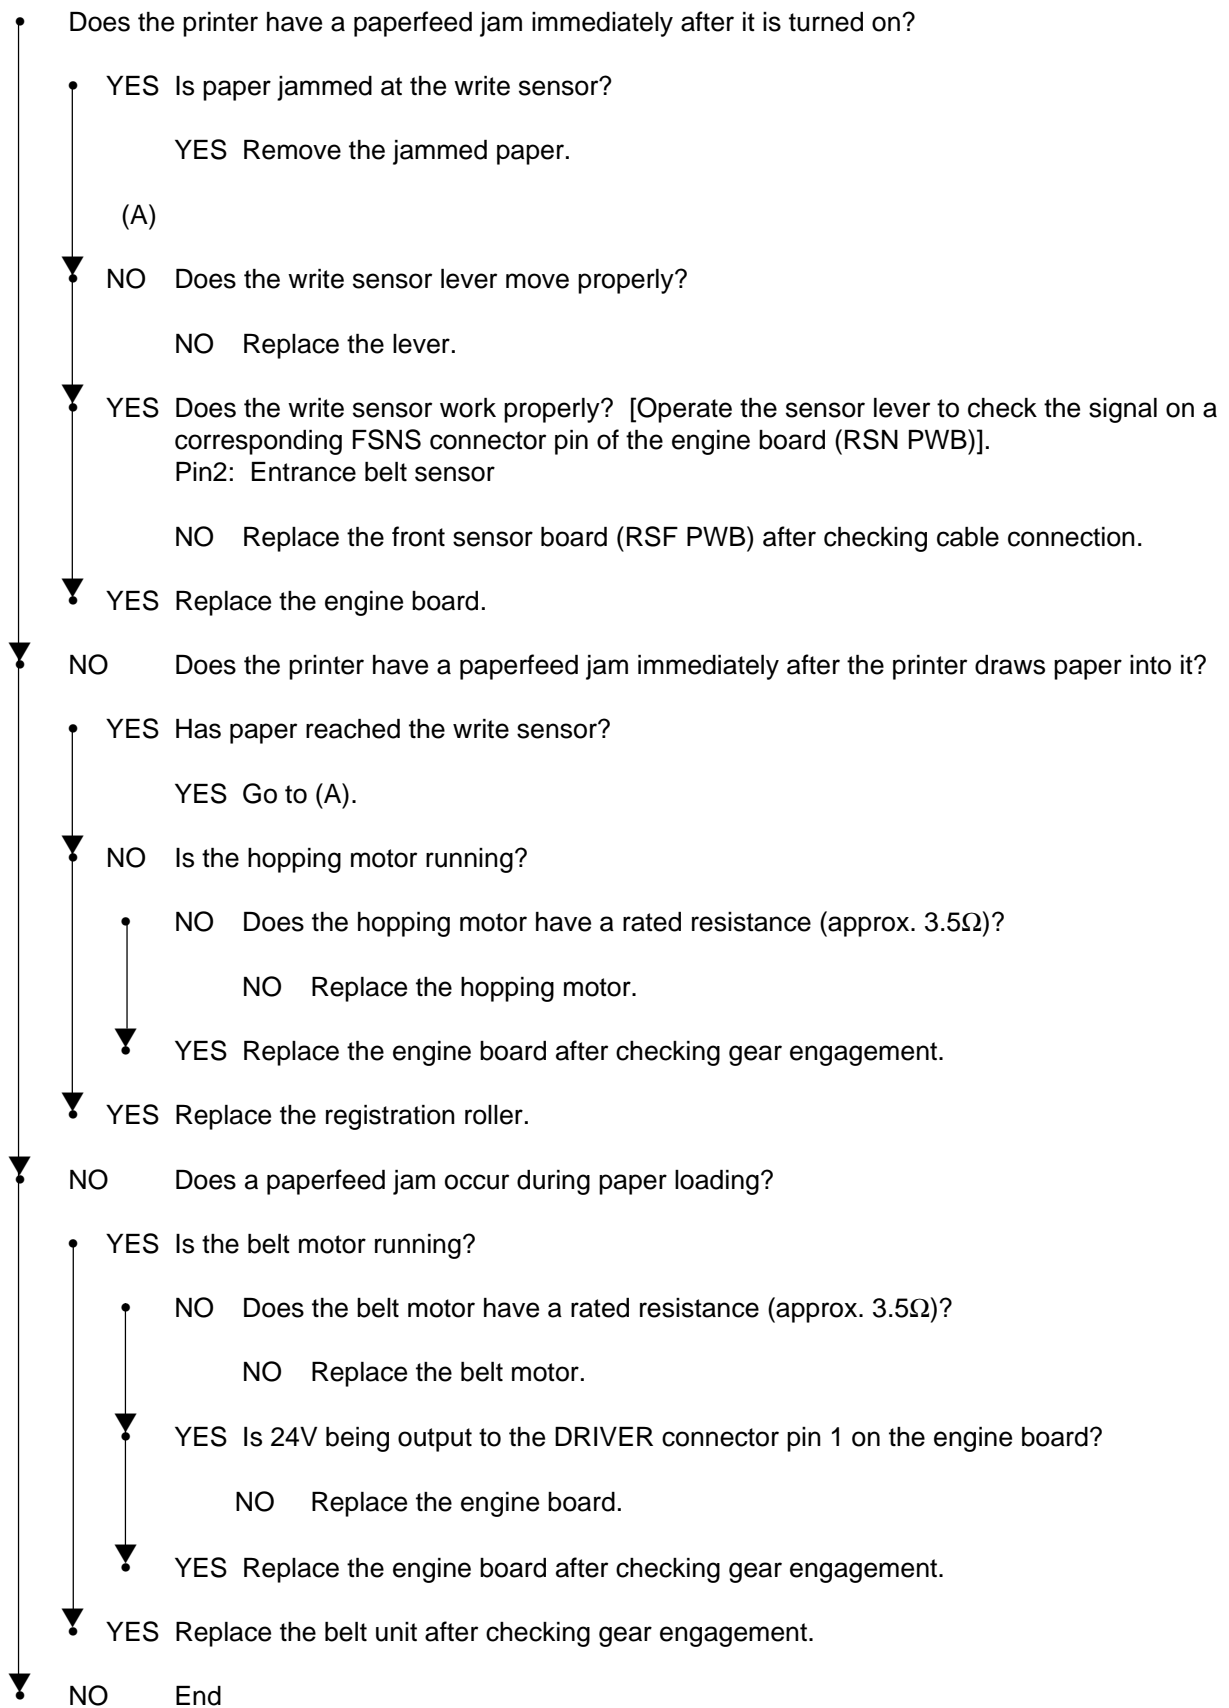 Does the printer have a paperfeed jam immediately after it is turned on?
YES Is paper jammed at the write sensor?
YES Remove the jammed paper.
(A)
NO Does the write sensor lever move properly?
NO Replace the lever.
YES Does the write sensor work properly? [Operate the sensor lever to check the signal on a
corresponding FSNS connector pin of the engine board (RSN PWB)].
Pin2: Entrance belt sensor
NO Replace the front sensor board (RSF PWB) after checking cable connection.
YES Replace the engine board.
NO Does the printer have a paperfeed jam immediately after the printer draws paper into it?
YES Has paper reached the write sensor?
YES Go to (A).
NO Is the hopping motor running?
NO Does the hopping motor have a rated resistance (approx. 3.5Ω)?
NO Replace the hopping motor.
YES Replace the engine board after checking gear engagement.
YES Replace the registration roller.
NO Does a paperfeed jam occur during paper loading?
YES Is the belt motor running?
NO Does the belt motor have a rated resistance (approx. 3.5Ω)?
NO Replace the belt motor.
YES Is 24V being output to the DRIVER connector pin 1 on the engine board?
NO Replace the engine board.
YES Replace the engine board after checking gear engagement.
YES Replace the belt unit after checking gear engagement.
NO End